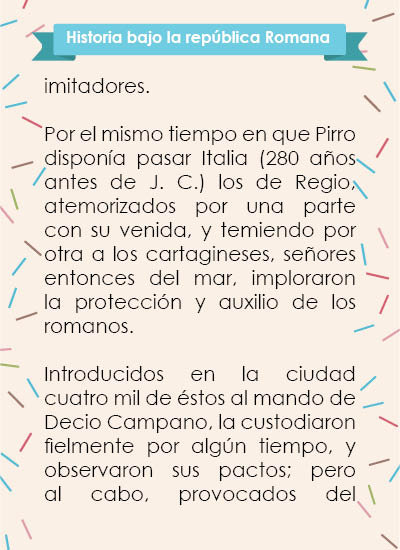 Historia bajo la república Romana
imitadores.
Por el mismo tiempo en que Pirro
disponía pasar Italia (280 años
antes de J. C.) los de Regio,
atemorizados por una parte
con su venida, y temiendo por
otra a los cartagineses, señores
entonces del mar, imploraron
la protección y auxilio de los
romanos.
Introducidos en la ciudad
cuatro mil de éstos al mando de
Decio Campano, la custodiaron
fielmente por algún tiempo, y
observaron sus pactos; pero
al cabo, provocados del